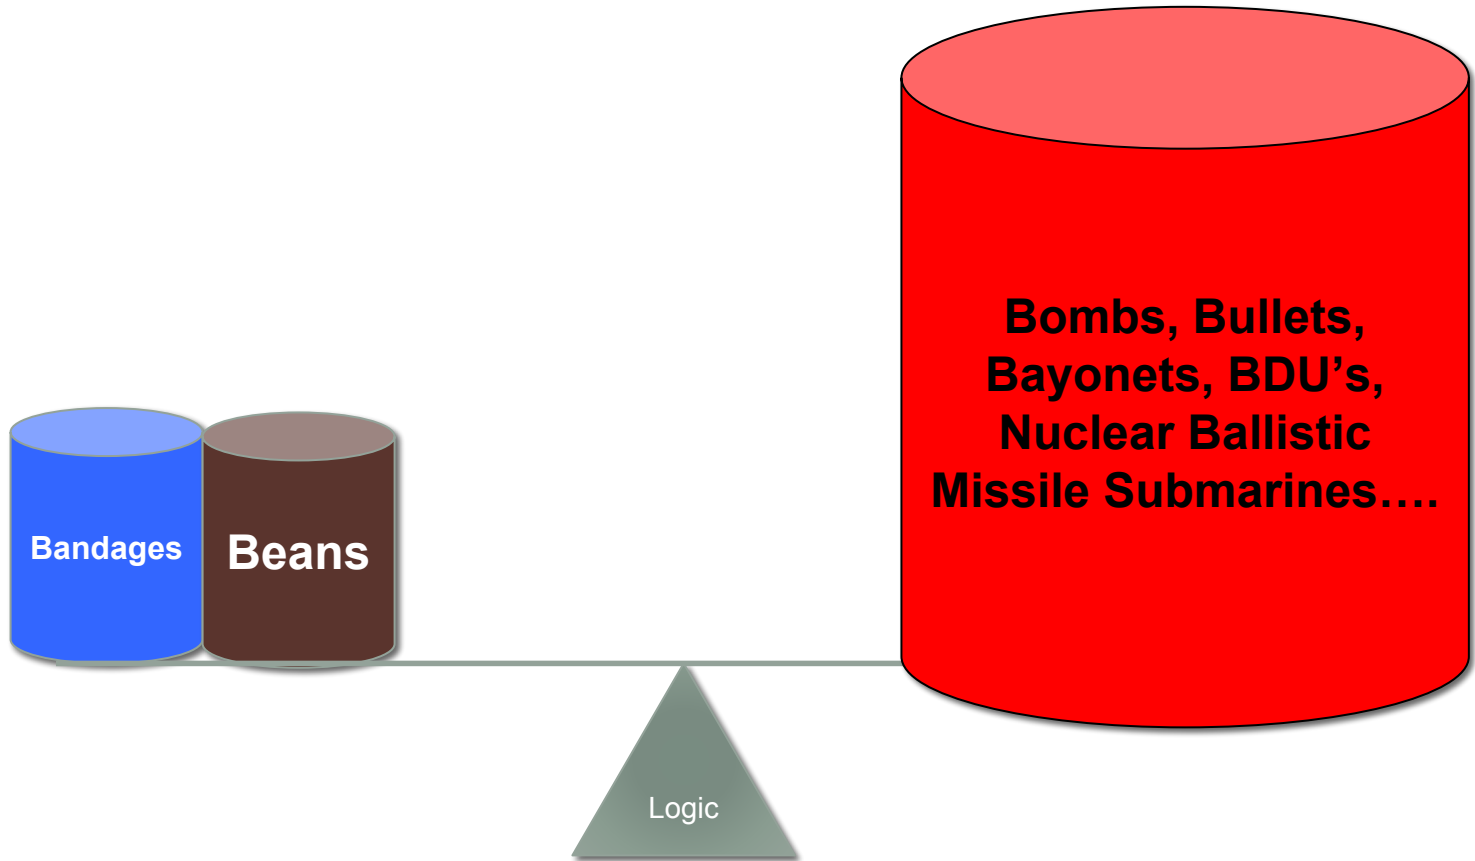 Bombs, Bullets,
Bayonets, BDU’s,
Nuclear Ballistic
Missile Submarines….
Bandages
Beans
Logic